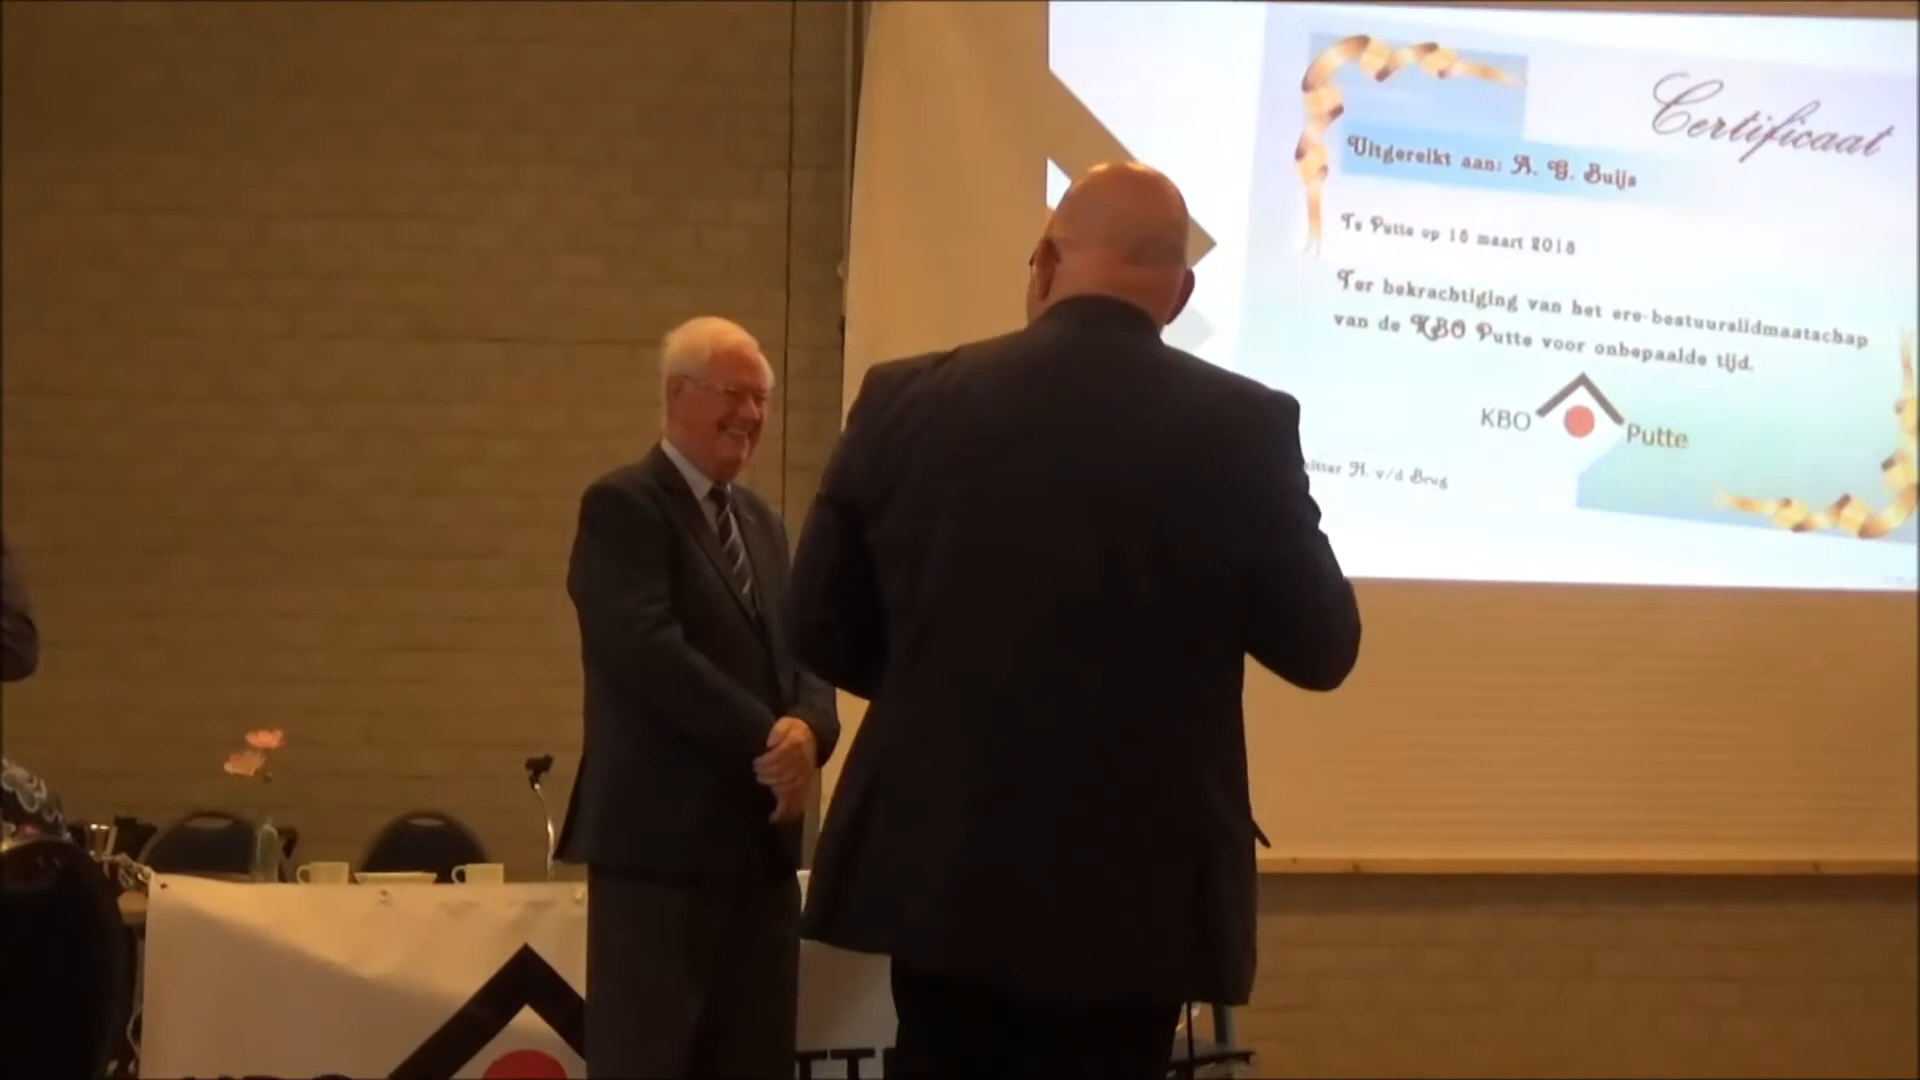 Certificaat
Uitgereikt aan: A. G. Buijs
Te Putte op 15 maart 2018
Ter bekrachtiging van het ere-bestuurslidmaatschap
van de KBO Putte voor onbepaalde tijd.
KBO Putte
H. v/d Brug